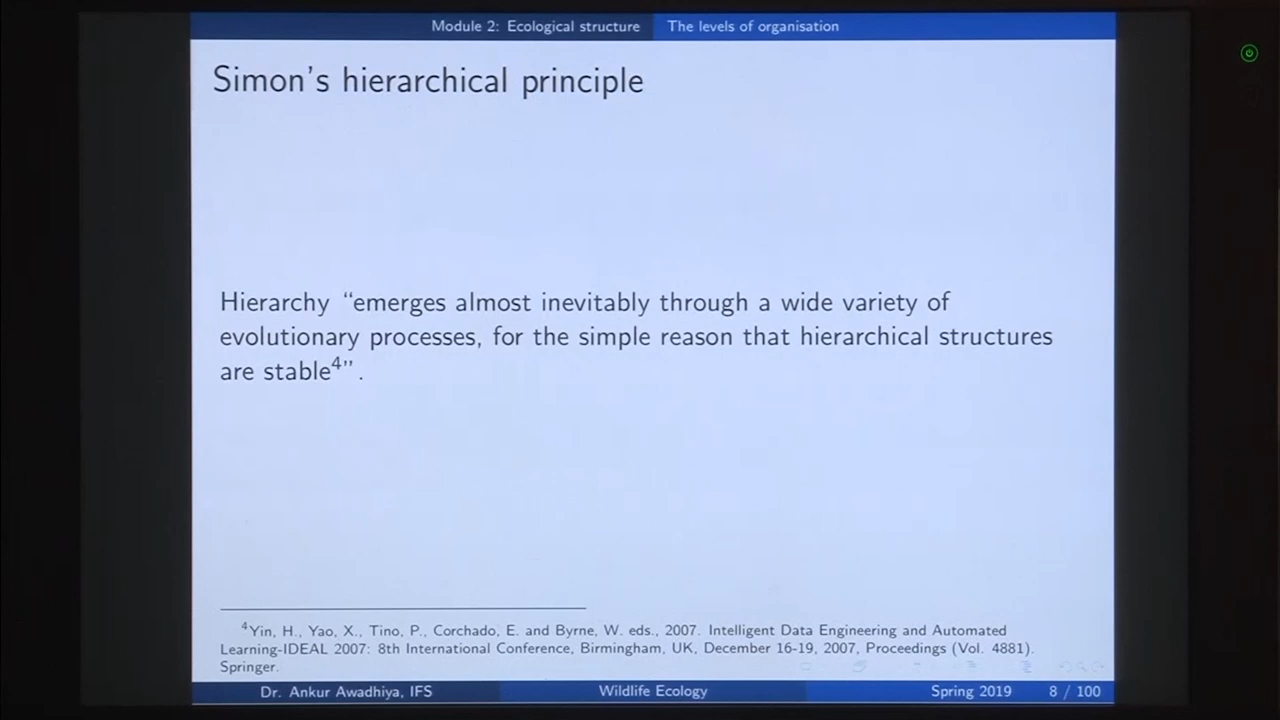 Module 2: Ecological structure The levels of organisation
Simon's hierarchical principle
Hierarchy “emerges almost inevitably through a wide variety of
evolutionary processes, for the simple reason that hierarchical structures
are stable4” .
4Yin, H., Yao, X., Tino, P., Corchado, E. and Byrne, W. eds., 2007. Intelligent Data Engineering and Automated
Learning-IDEAL 2007: 8th International Conference, Birmingham, UK, December 16-19, 2007, Proceedings (Vol. 4881).
Springer.
Dr. Ankur Awadhiya, IFS Wildlife Ecology Spring 2019 8 / 100